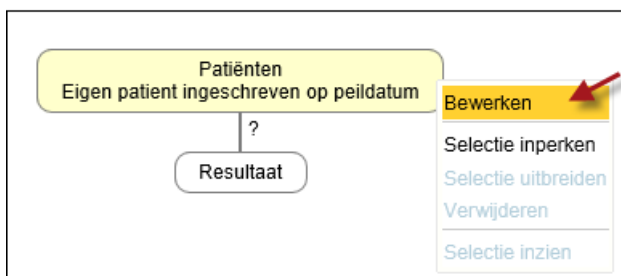 Patiënten
Eigen patient ingeschreven op peildatum
?
Resultaat
Bewerken
Selectie inperken
Selectie uitbreiden
Verwijderen
Selectie inzien